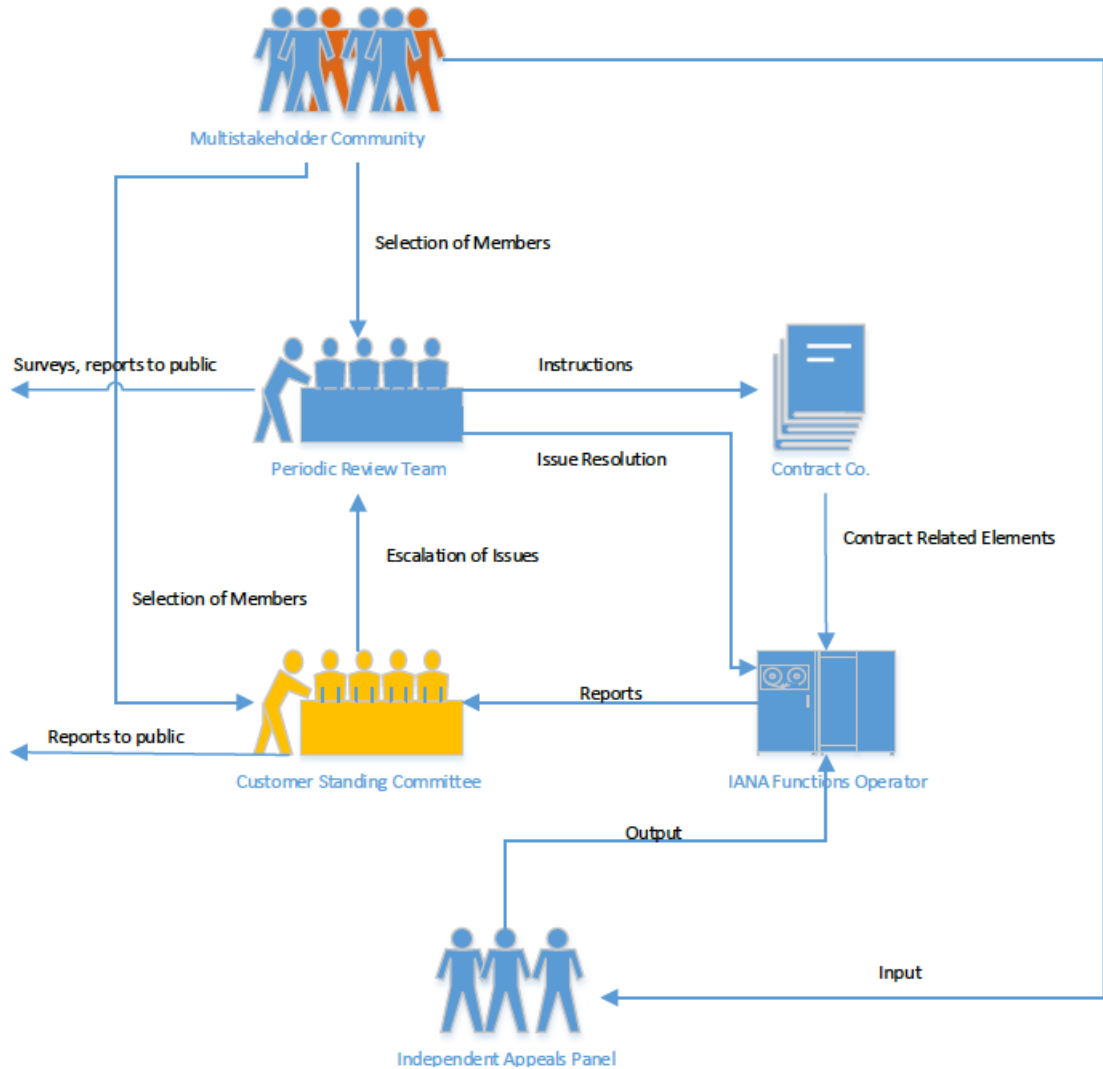 Multistakeholder Community
Selection of Members
Surveys, reports to public
Instructions
Issue Resolution
Periodic Review Team
Contract Co.
Escalation of Issues
Contract Related Elements
Selection of Members
Reports
Reports to public
Customer Standing Committee
IANA Functions Operator
Output
Input
Independent Appeals Panel